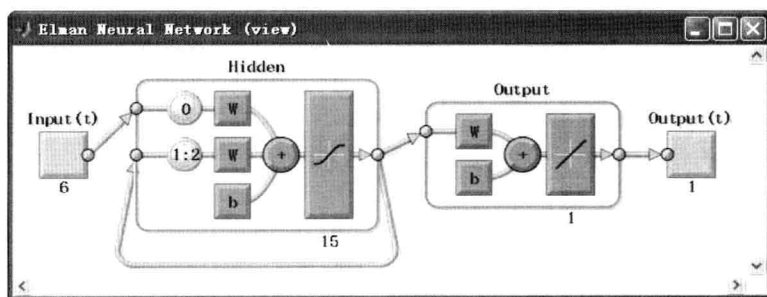 Elman Neural Network (view)
Hidden
Output
Input(t)
Output(t)
0
W
W
1:2
W
+
+
b
b
6
15
1
1